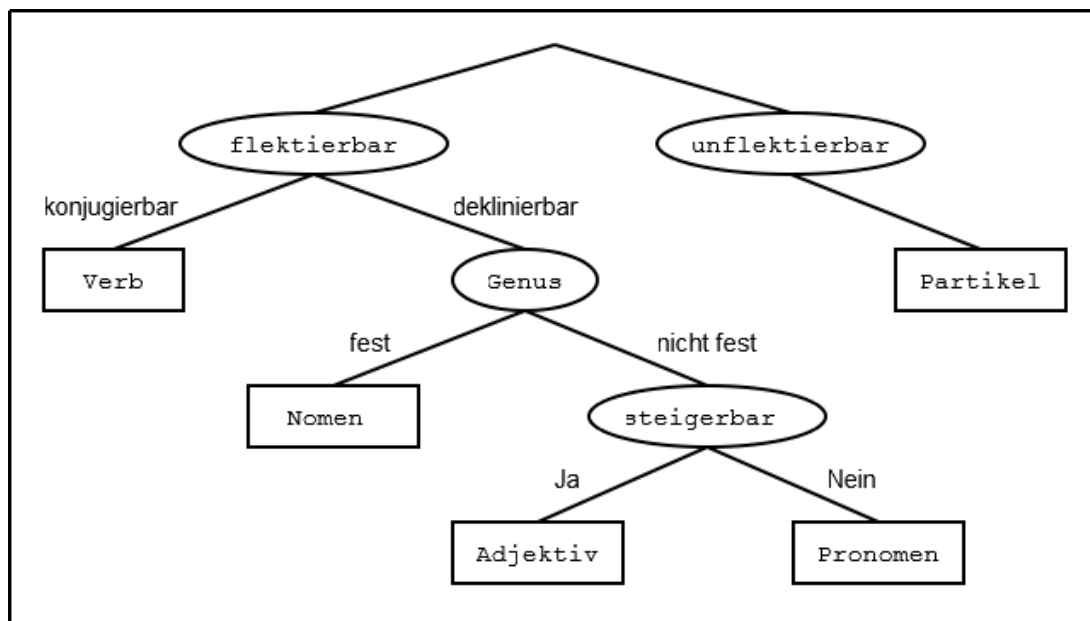 flektierbar
unflektierbar
konjugierbar
deklinierbar
Verb
Genus
Partikel
fest
nicht fest
Nomen
steigerbar
Ja
Nein
Adjektiv
Pronomen